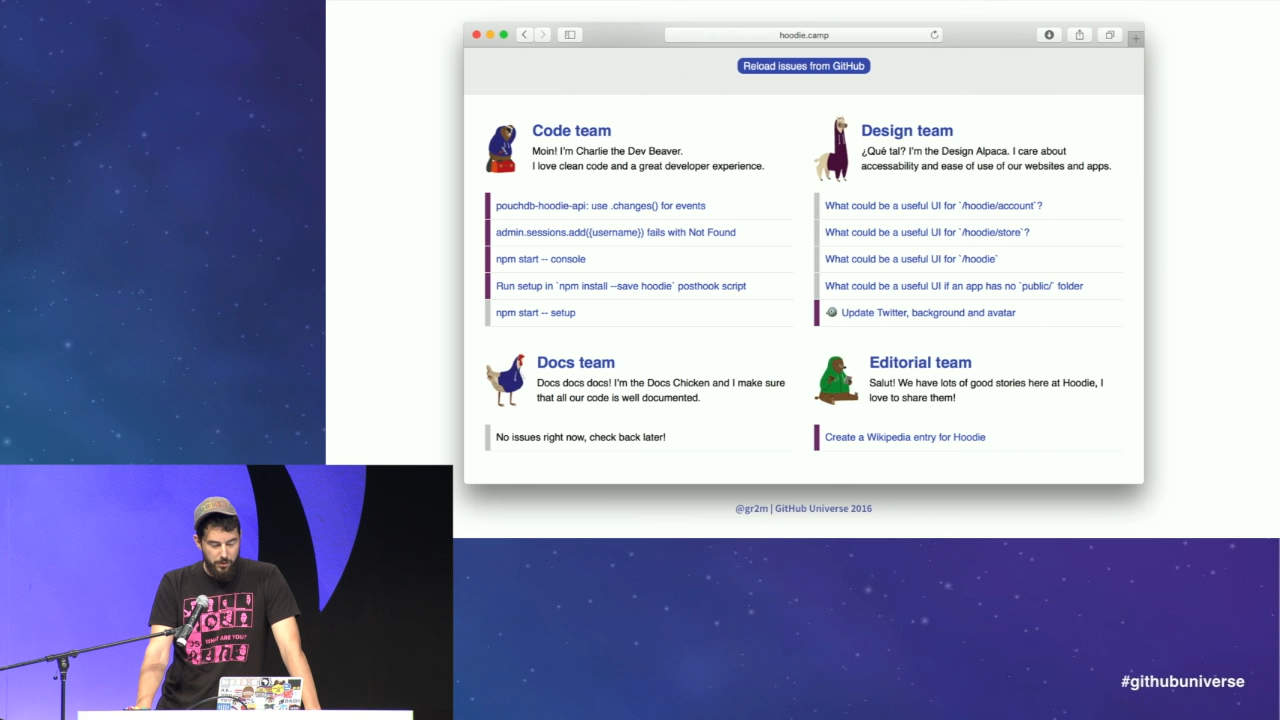 hoodie.camp
Reload issues from GitHub
Code team
Moin! I'm Charlie the Dev Beaver.
I love clean code and a great developer experience.
pouchdb-hoodie-api: use .changes() for events
admin.sessions.add({username}) fails with Not Found
npm start -- console
Run setup in `npm install --save hoodie` posthook script
npm start -- setup
Design team
¿Qué tal? I'm the Design Alpaca. I care about
accessability and ease of use of our websites and apps.
What could be a useful UI for `/hoodie/account`?
What could be a useful UI for `/hoodie/store`?
What could be a useful UI for `/hoodie`
What could be a useful UI if an app has no `public/` folder
Update Twitter, background and avatar
Docs team
Docs docs docs! I'm the Docs Chicken and I make sure
that all our code is well documented.
No issues right now, check back later!
Editorial team
Salut! We have lots of good stories here at Hoodie, I
love to share them!
Create a Wikipedia entry for Hoodie
@gr2m | GitHub Universe 2016
WHAT ARE YOU?
#githubuniverse